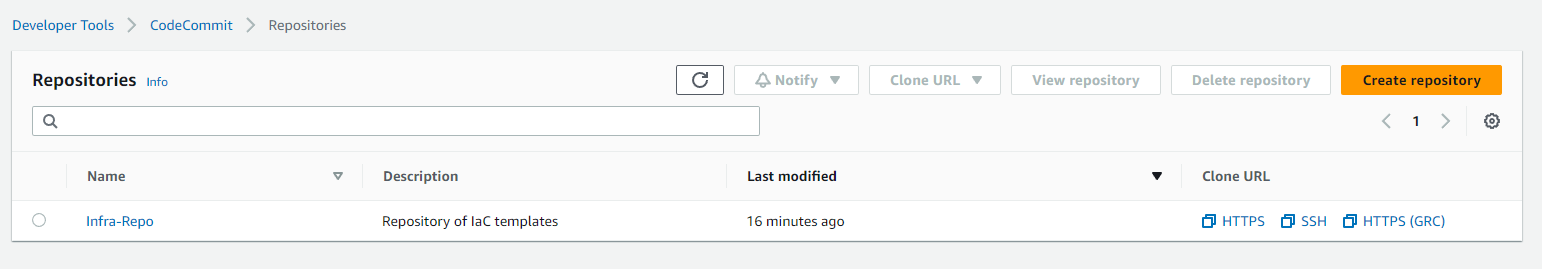 Developer Tools CodeCommit Repositories
Repositories Info Notify Clone URL View repository Delete repository Create repository
1
Name Description Last modified Clone URL
Infra-Repo Repository of IaC templates 16 minutes ago HTTPS SSH HTTPS (GRC)